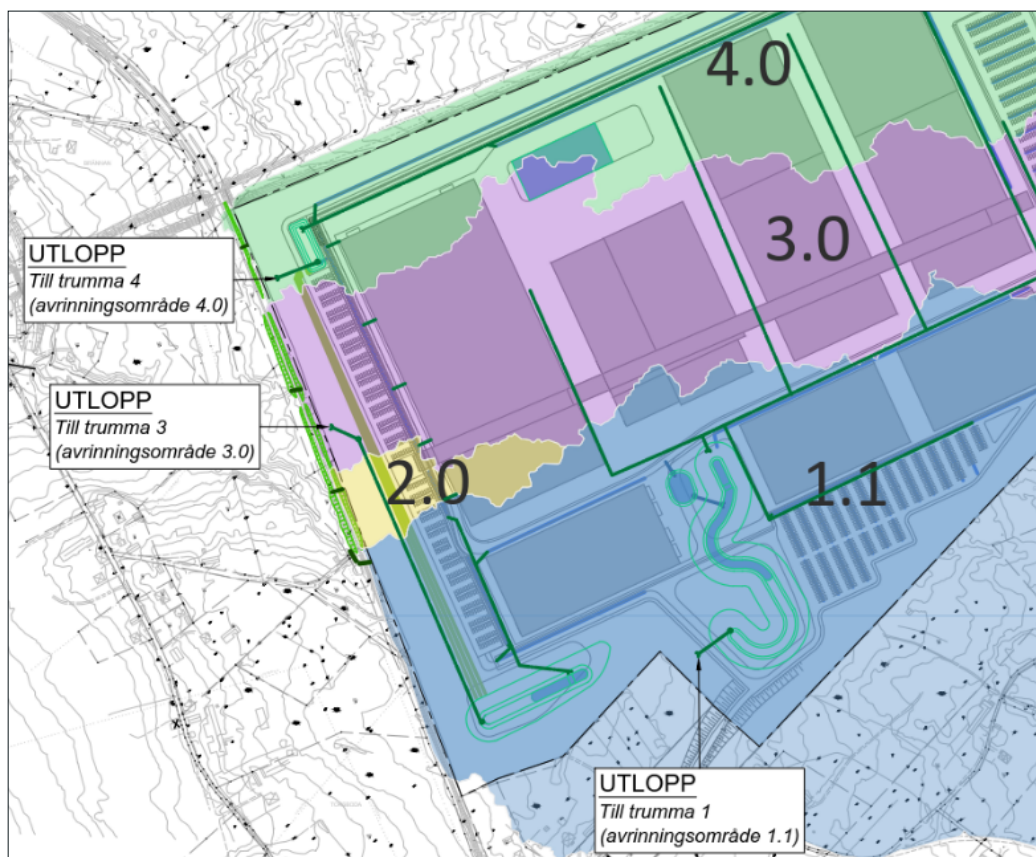 4.0
3.0
UTLOPP
Till trumma 4
(avrinningsområde 4.0)
UTLOPP
Till trumma 3
(avrinningsområde 3.0)
2.0
1.1
UTLOPP
Till trumma 1
(avrinningsområde 1.1)